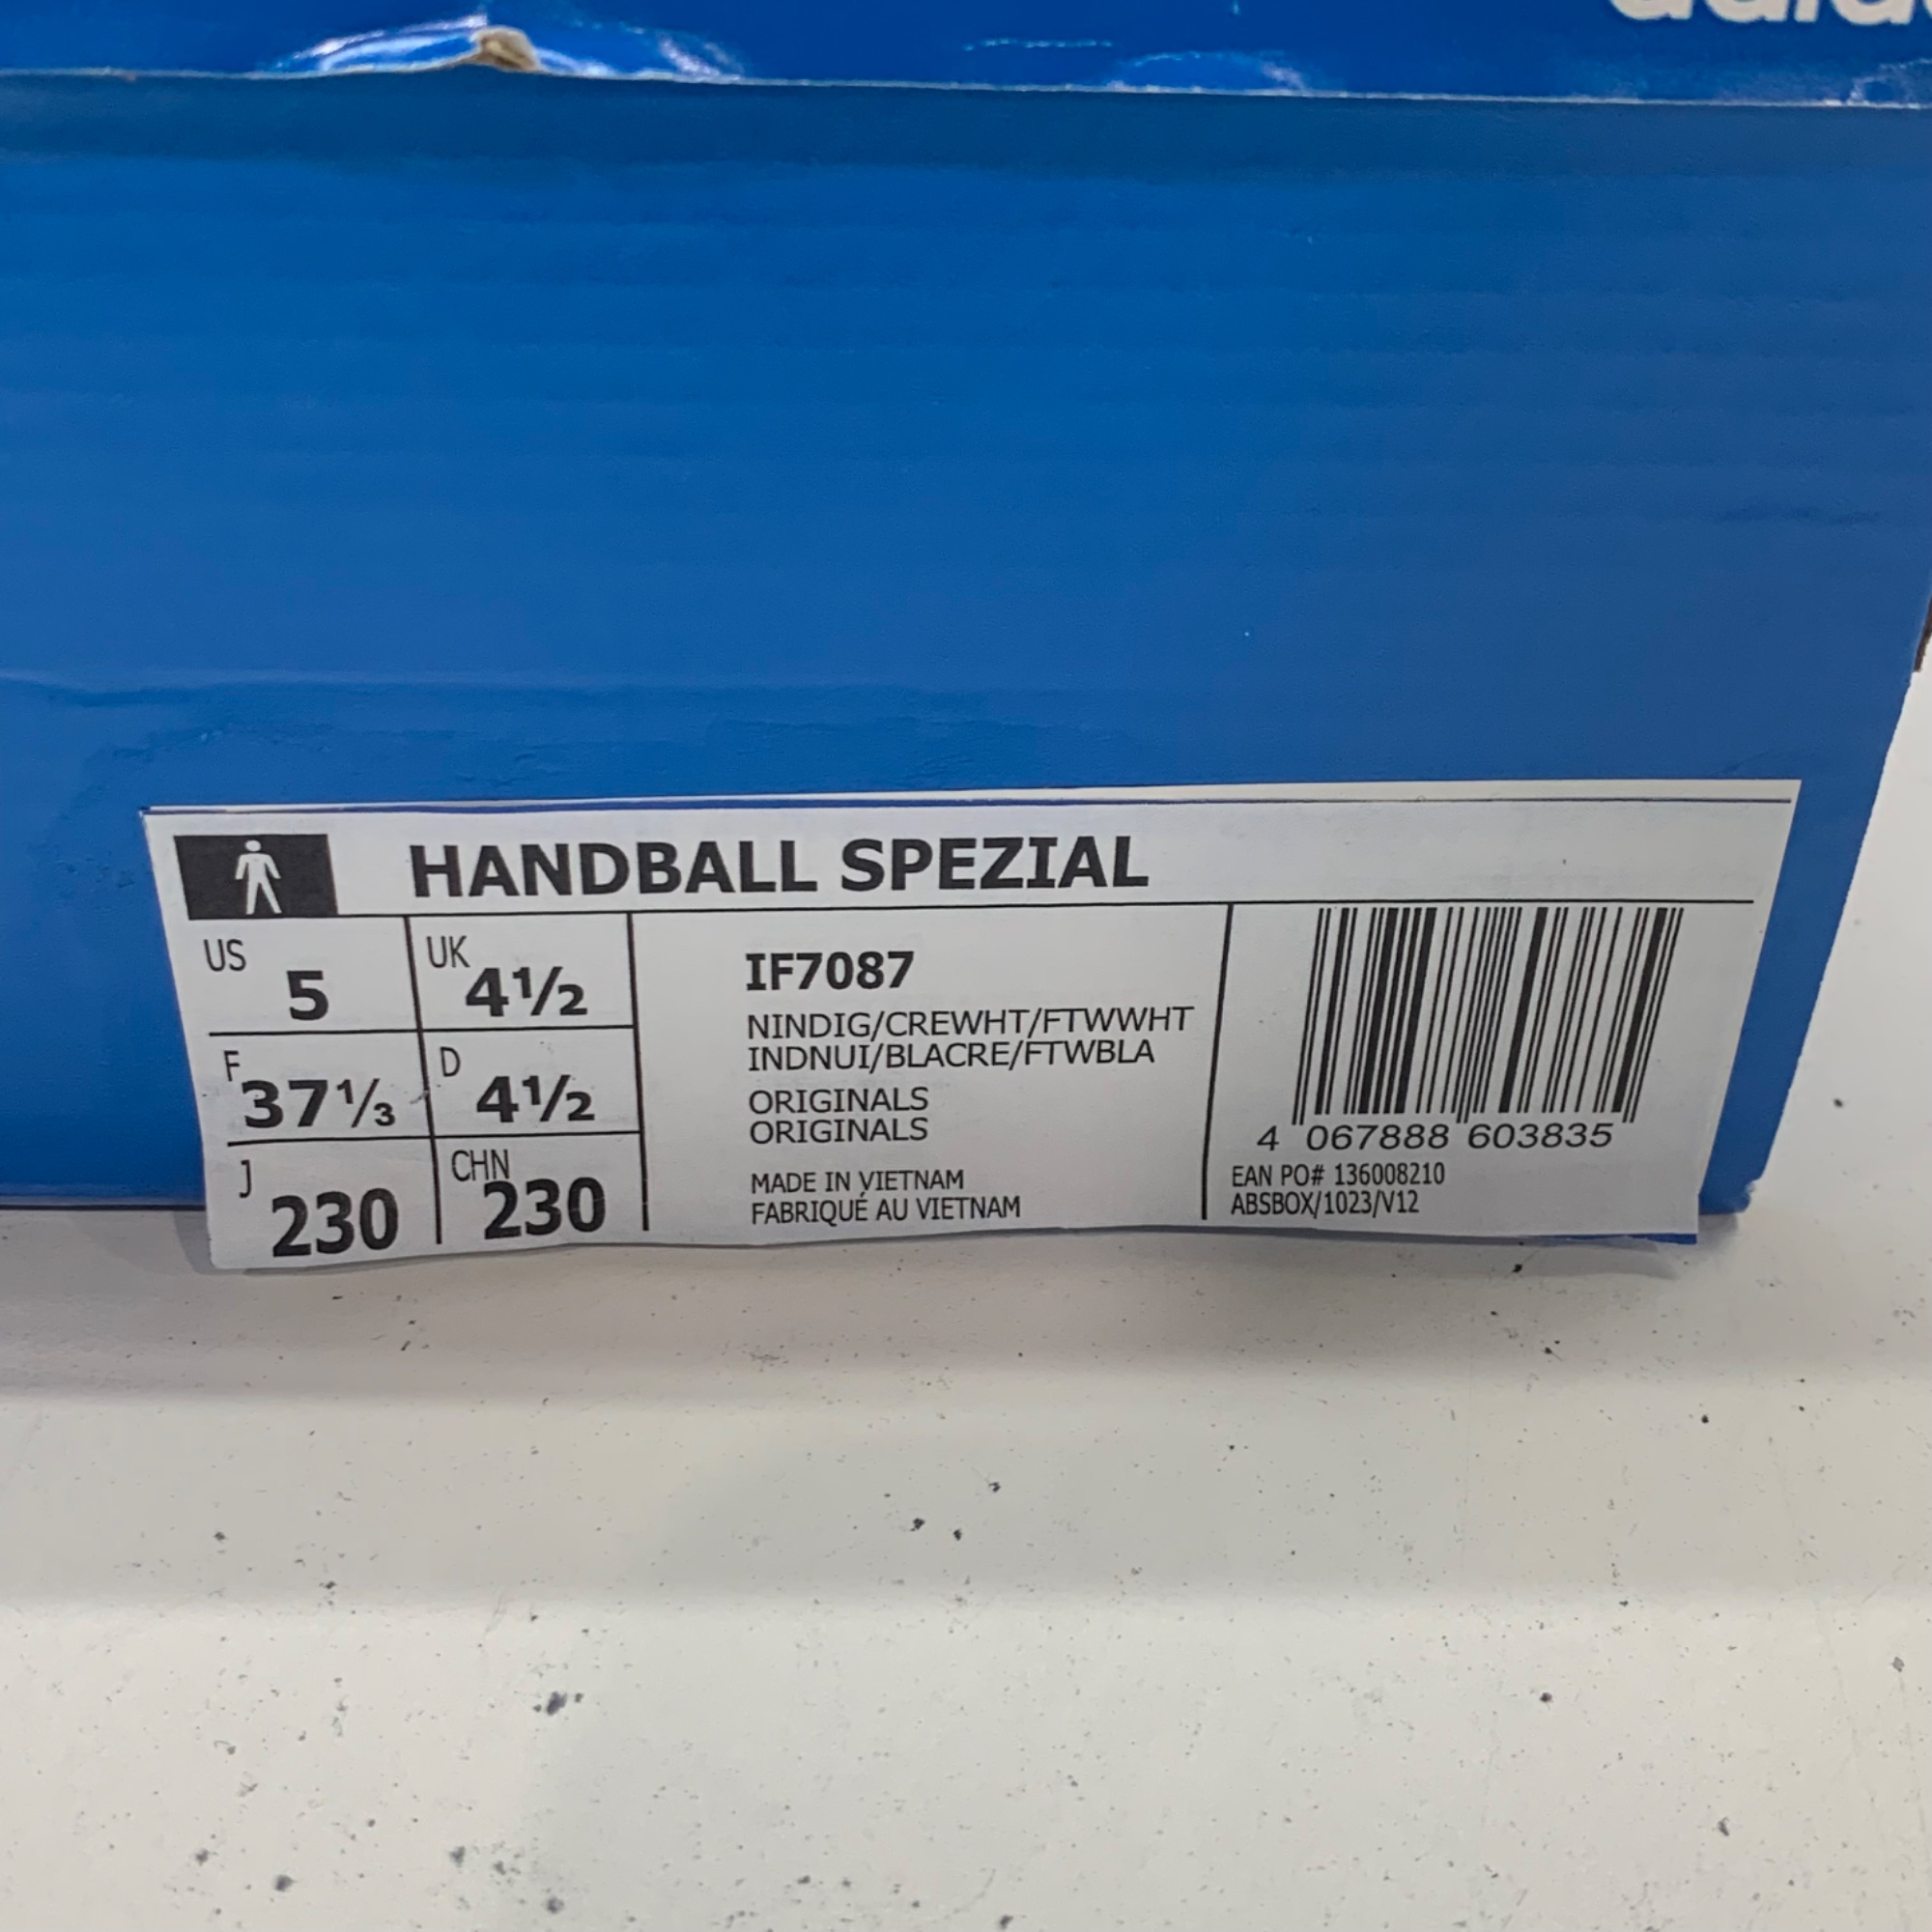 HANDBALL SPEZIAL
US 5
UK 4½
F 37⅓
D 4½
J 230
CHN 230
IF7087
NINDIG/CREWHT/FTWWHT
INDNUI/BLACRE/FTWBLA
ORIGINALS
ORIGINALS
MADE IN VIETNAM
FABRIQUÉ AU VIETNAM
4 067888 603835
EAN PO# 136008210
ABSBOX/1023/V12